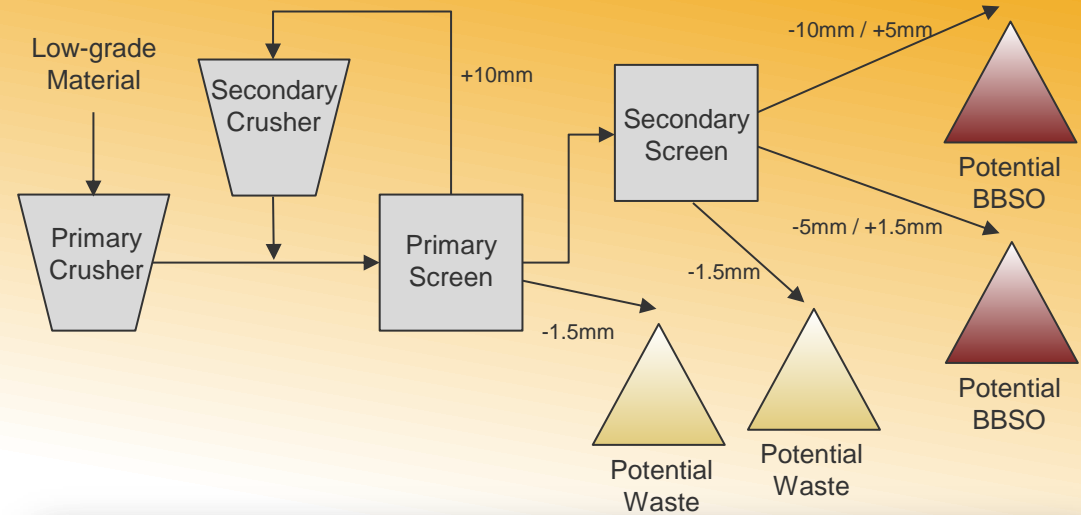 Low-grade
Material
Secondary
Crusher
+10mm
Primary
Crusher
Primary
Screen
-1.5mm
Secondary
Screen
-10mm / +5mm
-5mm / +1.5mm
-1.5mm
Potential
BBSO
Potential
BBSO
Potential
Waste
Potential
Waste